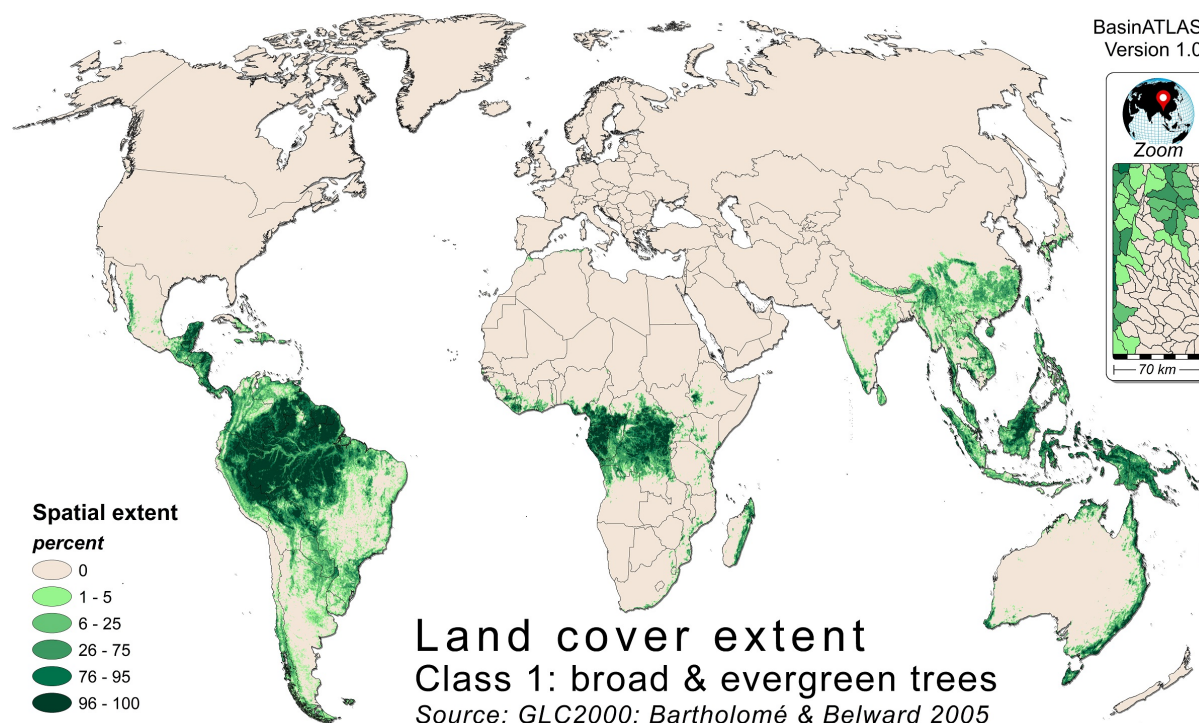 BasinATLAS
Version 1.0
Zoom
70 km
Spatial extent
percent
0
1 - 5
6 - 25
26 - 75
76 - 95
96 - 100
Land cover extent
Class 1: broad & evergreen trees
Source: GLC2000; Bartholomé & Belward 2005